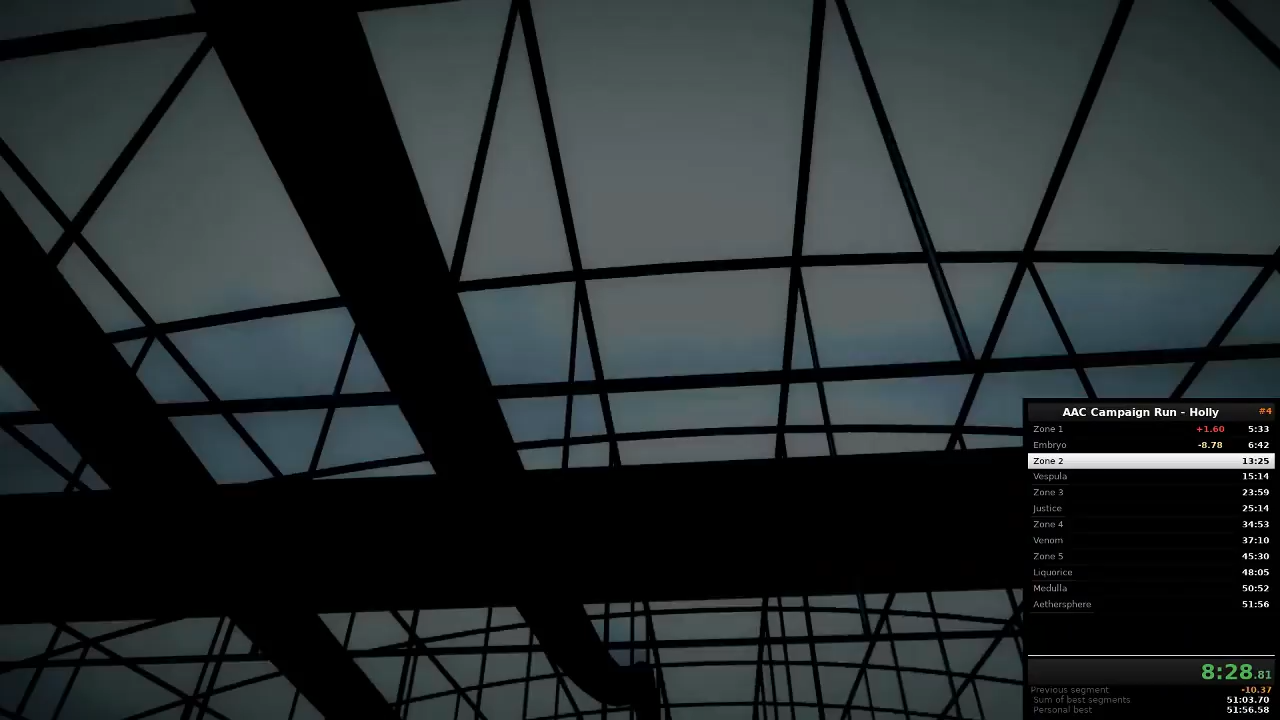 AAC Campaign Run - Holly #4
Zone 1 +1.60 5:33
Embryo -8.78 6:42
Zone 2 13:25
Vespula 15:14
Zone 3 23:59
Justice 25:14
Zone 4 34:53
Venom 37:10
Zone 5 45:30
Liquorice 48:05
Medulla 50:52
Aethersphere 51:56
8:28.81
Previous segment -10.37
Sum of best segments 51:03.70
Personal best 51:56.58